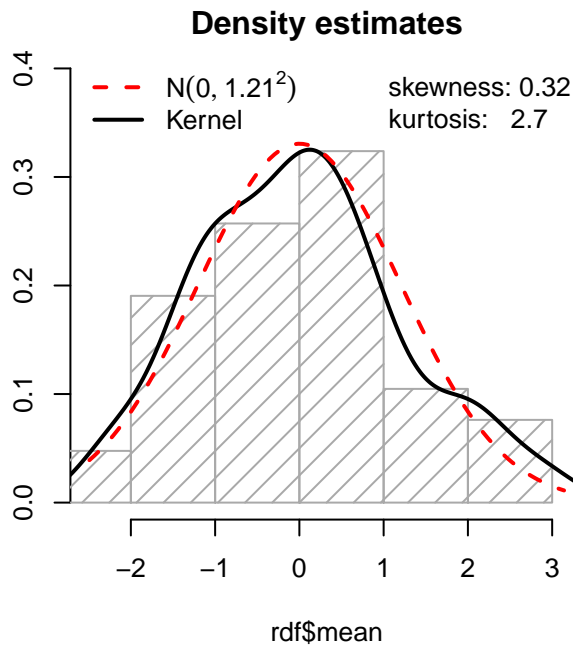 Density estimates
N(0, 1.21²)
Kernel
skewness: 0.32
kurtosis: 2.7
0.4
0.3
0.2
0.1
0.0
−2 −1 0 1 2 3
rdf$mean